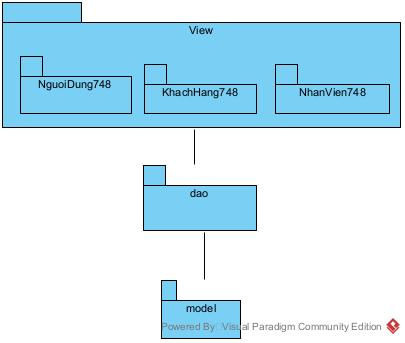 View
NguoiDung748
KhachHang748
NhanVien748
dao
model
Powered By: Visual Paradigm Community Edition